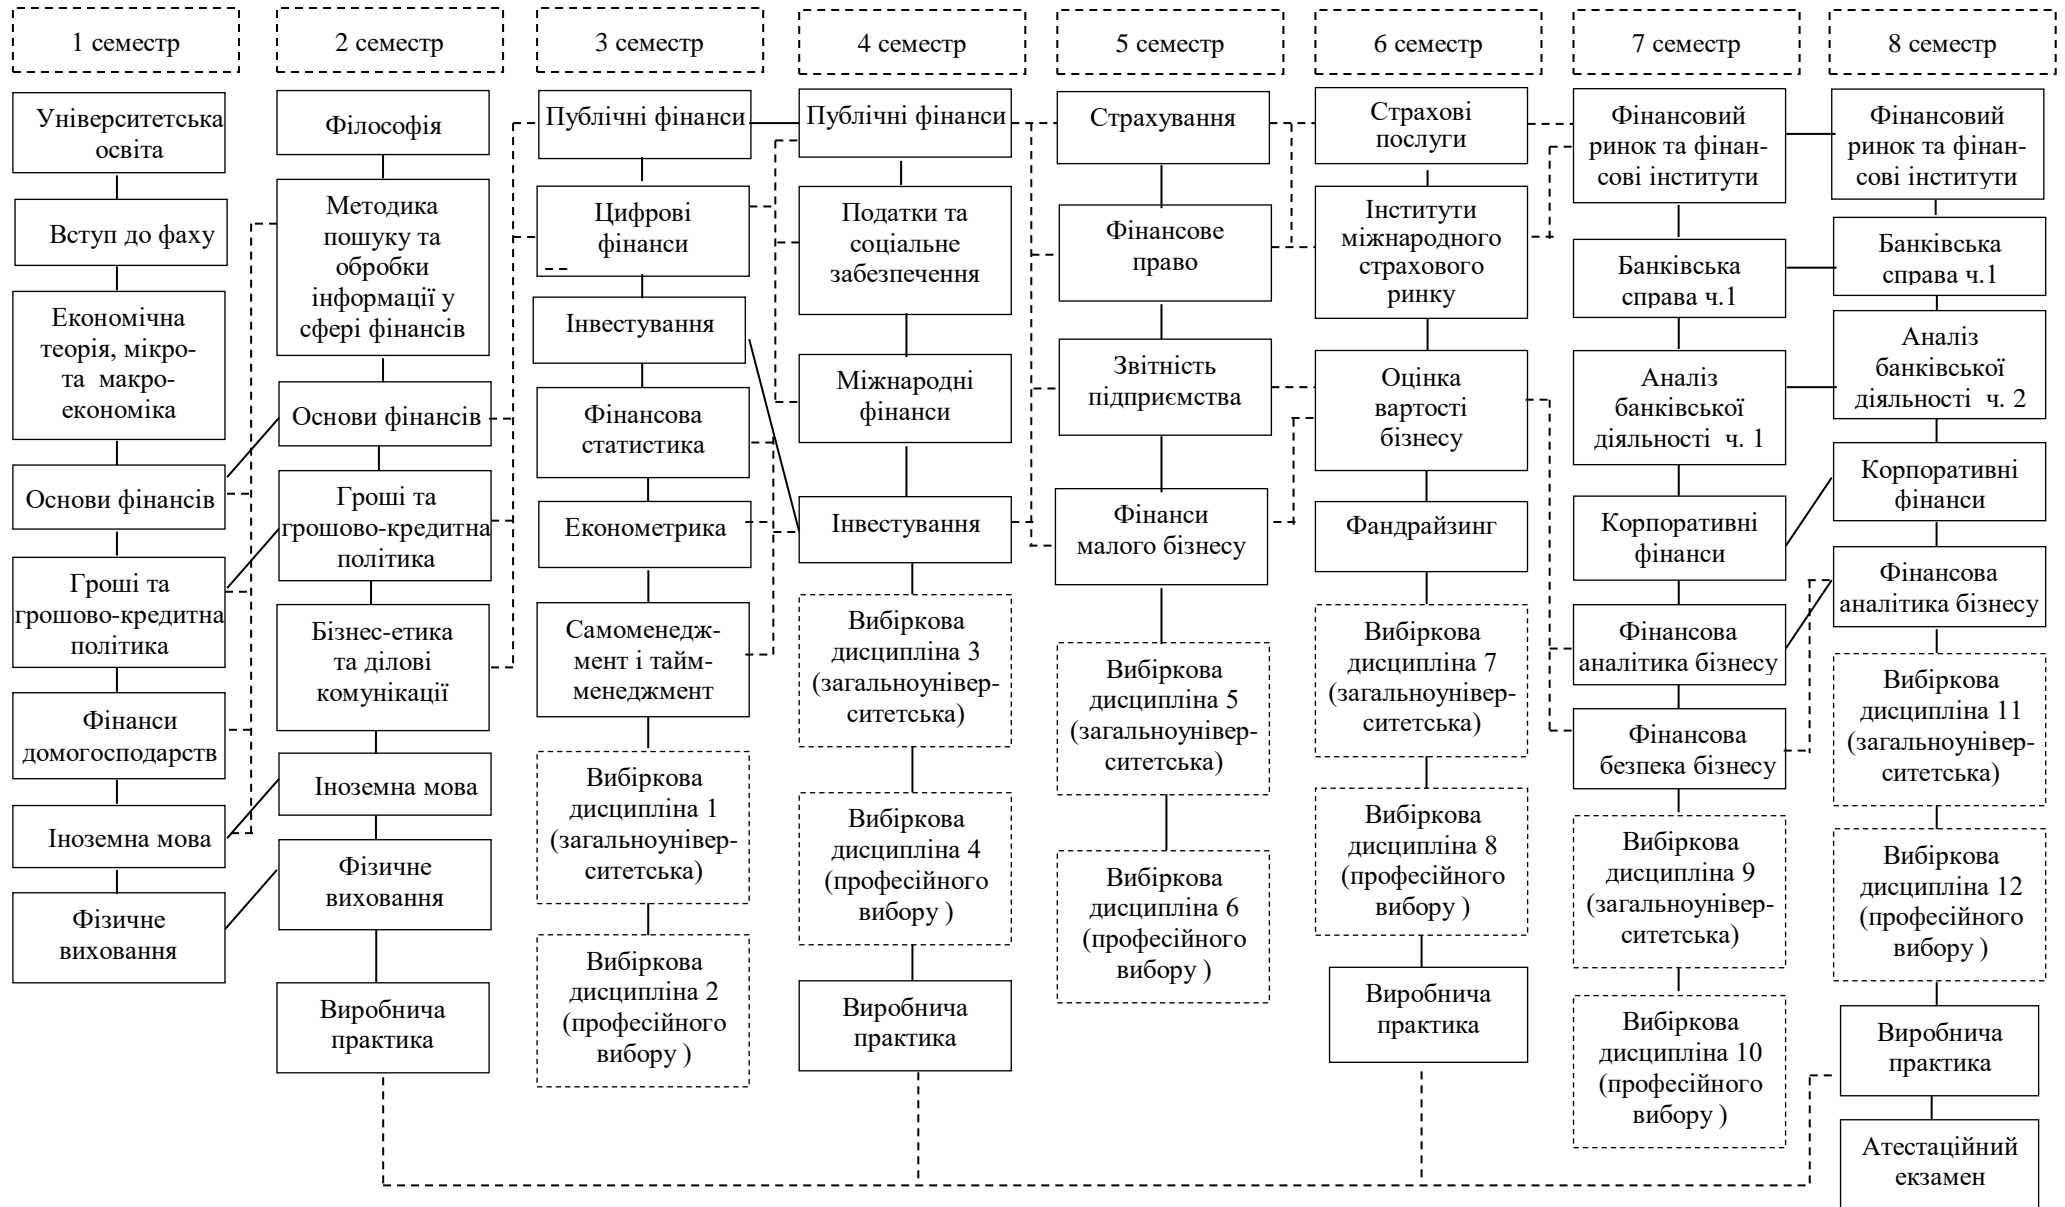 1 семестр
2 семестр
3 семестр
4 семестр
5 семестр
6 семестр
7 семестр
8 семестр
Університетська
освіта
Вступ до фаху
Економічна
теорія, мікро-
та макро-
економіка
Основи фінансів
Гроші та
грошово-кредитна
політика
Фінанси
домогосподарств
Іноземна мова
Фізичне
виховання
Філософія
Методика
пошуку та
обробки
інформації у
сфері фінансів
Основи фінансів
Гроші та
грошово-кредитна
політика
Бізнес-етика
та ділові
комунікації
Іноземна мова
Фізичне
виховання
Виробнича
практика
Публічні фінанси
Цифрові
фінанси
Інвестування
Фінансова
статистика
Економетрика
Самоменедж-
мент і тайм-
менеджмент
Вибіркова
дисципліна 1
(загальноунівер-
ситетська)
Вибіркова
дисципліна 2
(професійного
вибору )
Публічні фінанси
Податки та
соціальне
забезпечення
Міжнародні
фінанси
Інвестування
Вибіркова
дисципліна 3
(загальноунівер-
ситетська)
Вибіркова
дисципліна 4
(професійного
вибору )
Виробнича
практика
Страхування
Фінансове
право
Звітність
підприємства
Фінанси
малого бізнесу
Вибіркова
дисципліна 5
(загальноунівер-
ситетська)
Вибіркова
дисципліна 6
(професійного
вибору )
Страхові
послуги
Інститути
міжнародного
страхового
ринку
Оцінка
вартості
бізнесу
Фандрайзинг
Вибіркова
дисципліна 7
(загальноунівер-
ситетська)
Вибіркова
дисципліна 8
(професійного
вибору )
Виробнича
практика
Фінансовий
ринок та фінан-
сові інститути
Банківська
справа ч.1
Аналіз
банківської
діяльності ч. 1
Корпоративні
фінанси
Фінансова
аналітика бізнесу
Фінансова
безпека бізнесу
Вибіркова
дисципліна 9
(загальноунівер-
ситетська)
Вибіркова
дисципліна 10
(професійного
вибору )
Фінансовий
ринок та фінан-
сові інститути
Банківська
справа ч.1
Аналіз
банківської
діяльності ч. 2
Корпоративні
фінанси
Фінансова
аналітика бізнесу
Вибіркова
дисципліна 11
(загальноунівер-
ситетська)
Вибіркова
дисципліна 12
(професійного
вибору )
Виробнича
практика
Атестаційний
екзамен